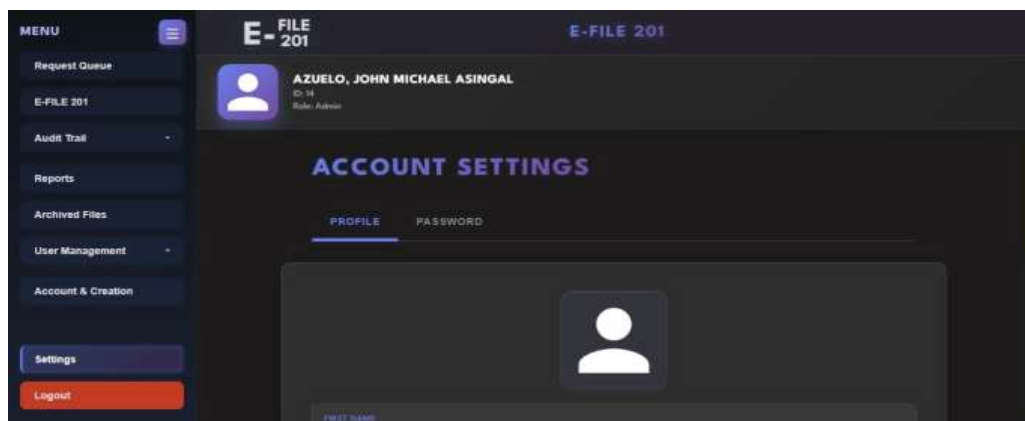 MENU
Request Queue
E-FILE 201
Audit Trail
Reports
Archived Files
User Management
Account & Creation
Settings
Logout
E-FILE 201
E-FILE 201
AZUELO, JOHN MICHAEL ASINGAL
ID: 14
Role: Admin
ACCOUNT SETTINGS
PROFILE PASSWORD
FIRST NAME